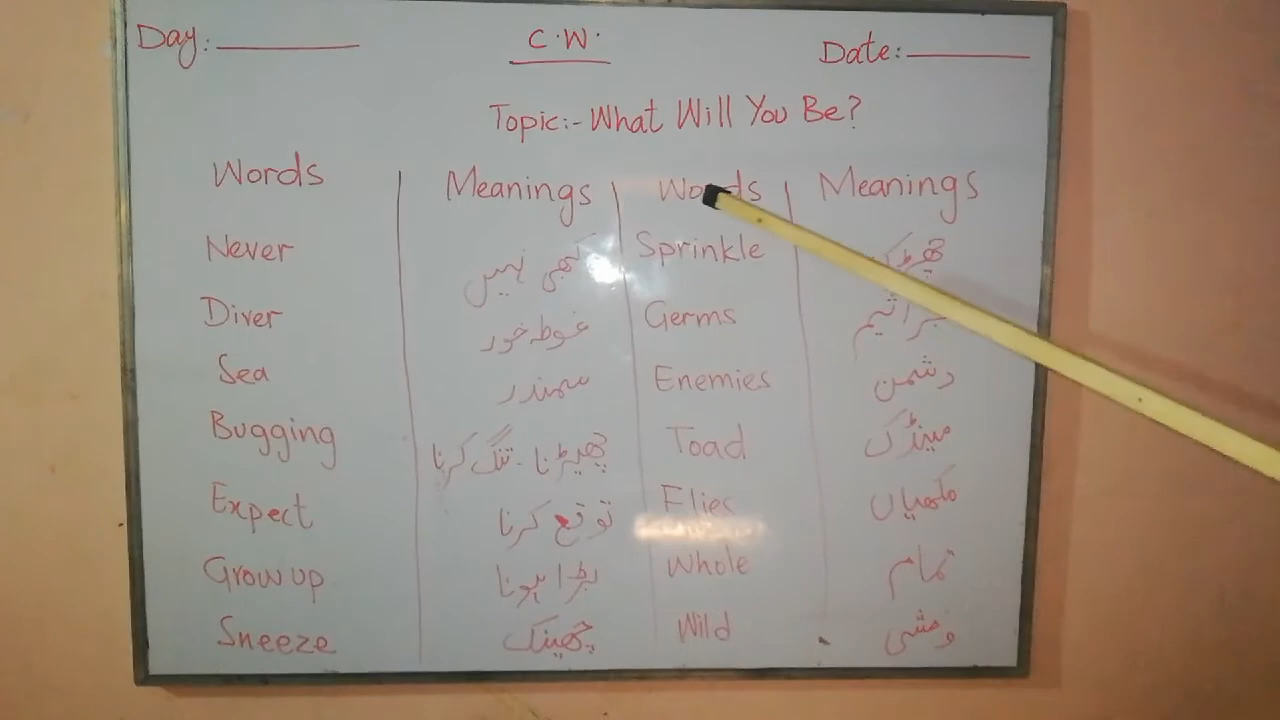 Day: C.W. Date:
Topic:- What Will You Be?
Words Meanings Words Meanings
Never کبھی نہیں Sprinkle
Diver غوطہ خور Germs جراثیم
Sea سمندر Enemies دشمن
Bugging چھیڑنا - تنگ کرنا Toad مینڈک
Expect توقع کرنا Flies مکھیاں
Grow up بڑا ہونا Whole تمام
Sneeze چھینک Wild وحشی